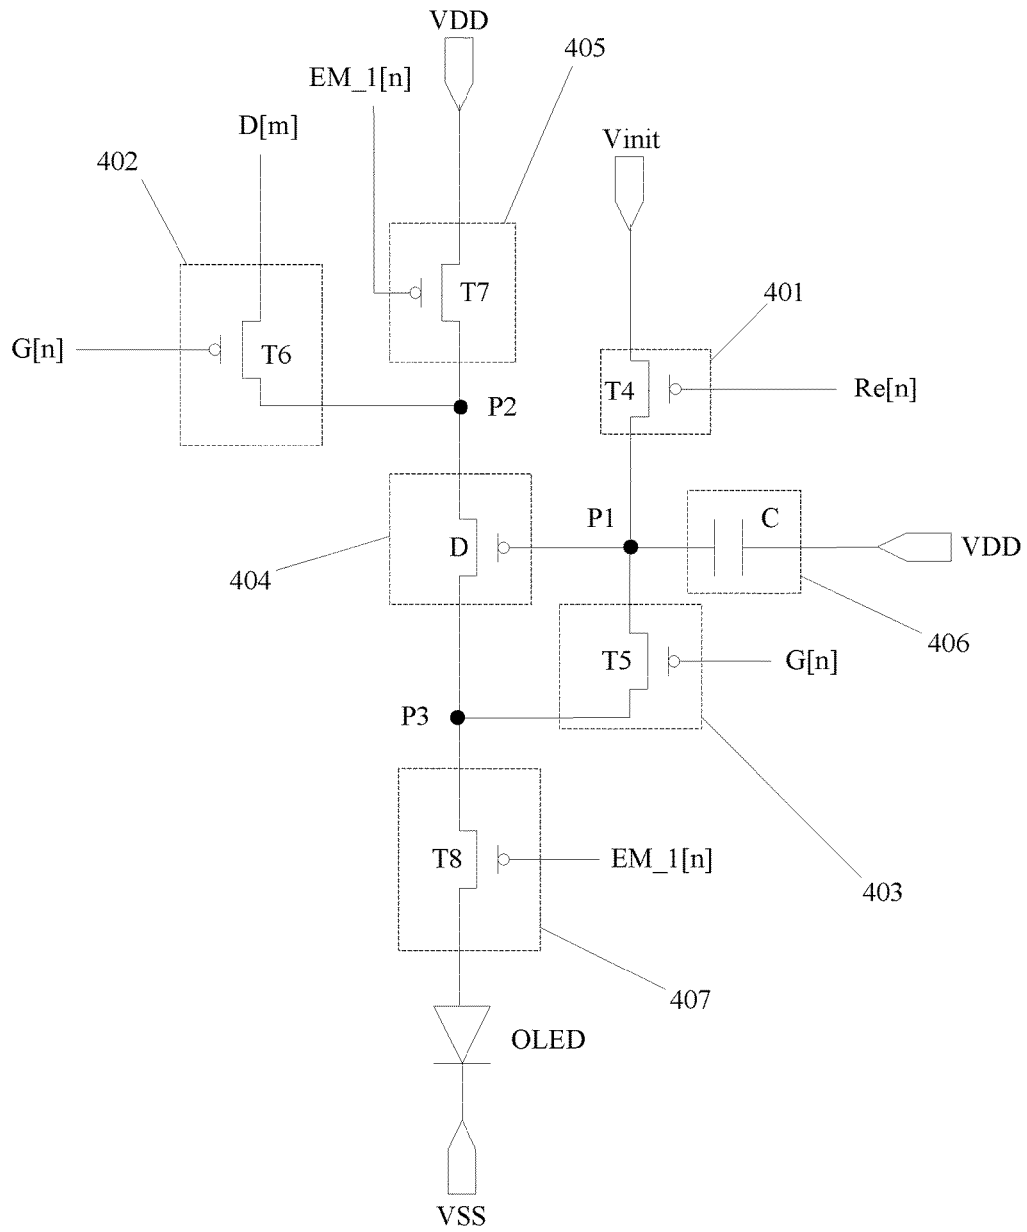 VDD
405
EM_1[n]
D[m]
Vinit
402
T7
401
G[n]
T6
T4
Re[n]
P2
P1
C
D
VDD
404
406
T5
G[n]
P3
T8
EM_1[n]
403
407
OLED
VSS